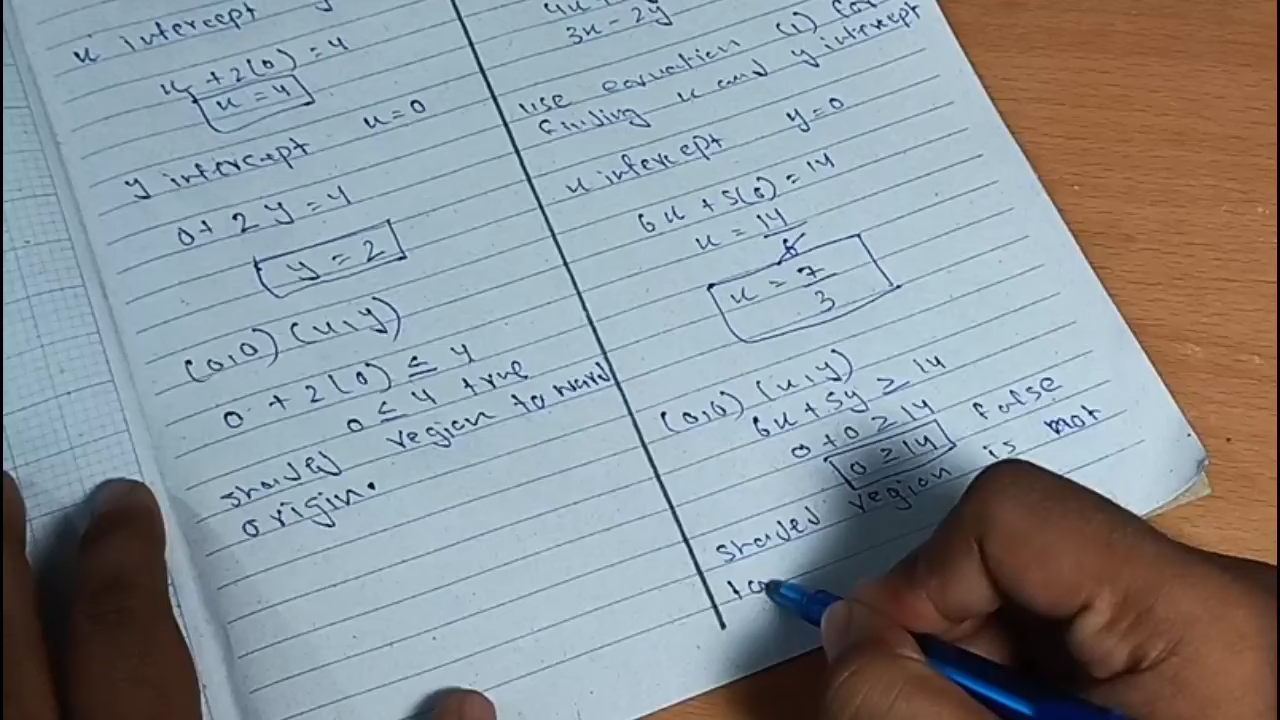 x intercept y
x + 2(0) = 4
x = 4
y intercept x = 0
0 + 2y = 4
y = 2
(0,0) (x,y)
0 + 2(0) ≤ 4
0 ≤ 4 true
shaded region toward
origin.
3x - 2y
use equation (1) for
finding x and y intercept
x intercept y = 0
6x + 5(0) = 14
x = 14/6
x = 7/3
(0,0) (x,y)
6x + 5y ≥ 14
0 + 0 ≥ 14
0 ≥ 14 false
shaded region is not